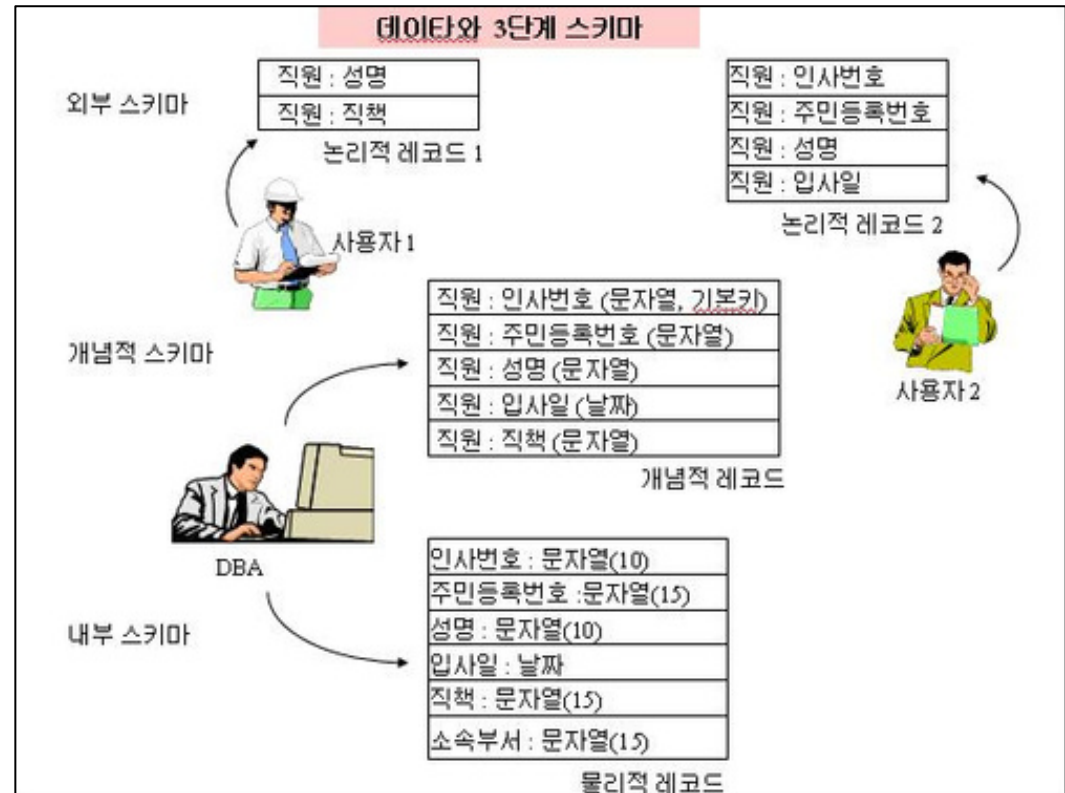 데이타와 3단계 스키마
외부 스키마
직원 : 성명
직원 : 직책
논리적 레코드 1
사용자 1
직원 : 인사번호
직원 : 주민등록번호
직원 : 성명
직원 : 입사일
논리적 레코드 2
사용자 2
개념적 스키마
직원 : 인사번호 (문자열, 기본키)
직원 : 주민등록번호 (문자열)
직원 : 성명 (문자열)
직원 : 입사일 (날짜)
직원 : 직책 (문자열)
개념적 레코드
DBA
내부 스키마
인사번호 : 문자열(10)
주민등록번호 :문자열(15)
성명 : 문자열(10)
입사일 : 날짜
직책 : 문자열(15)
소속부서 : 문자열(15)
물리적 레코드